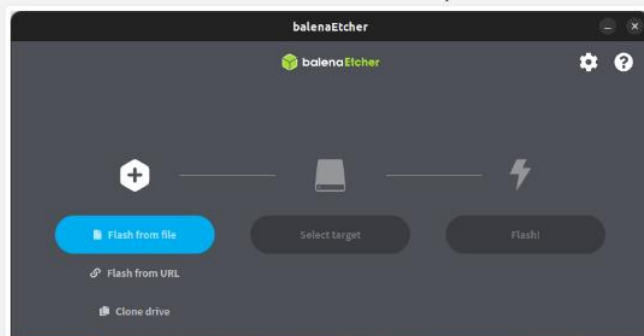 balenaEtcher
balenaEtcher
Flash from file
Select target
Flash!
Flash from URL
Clone drive